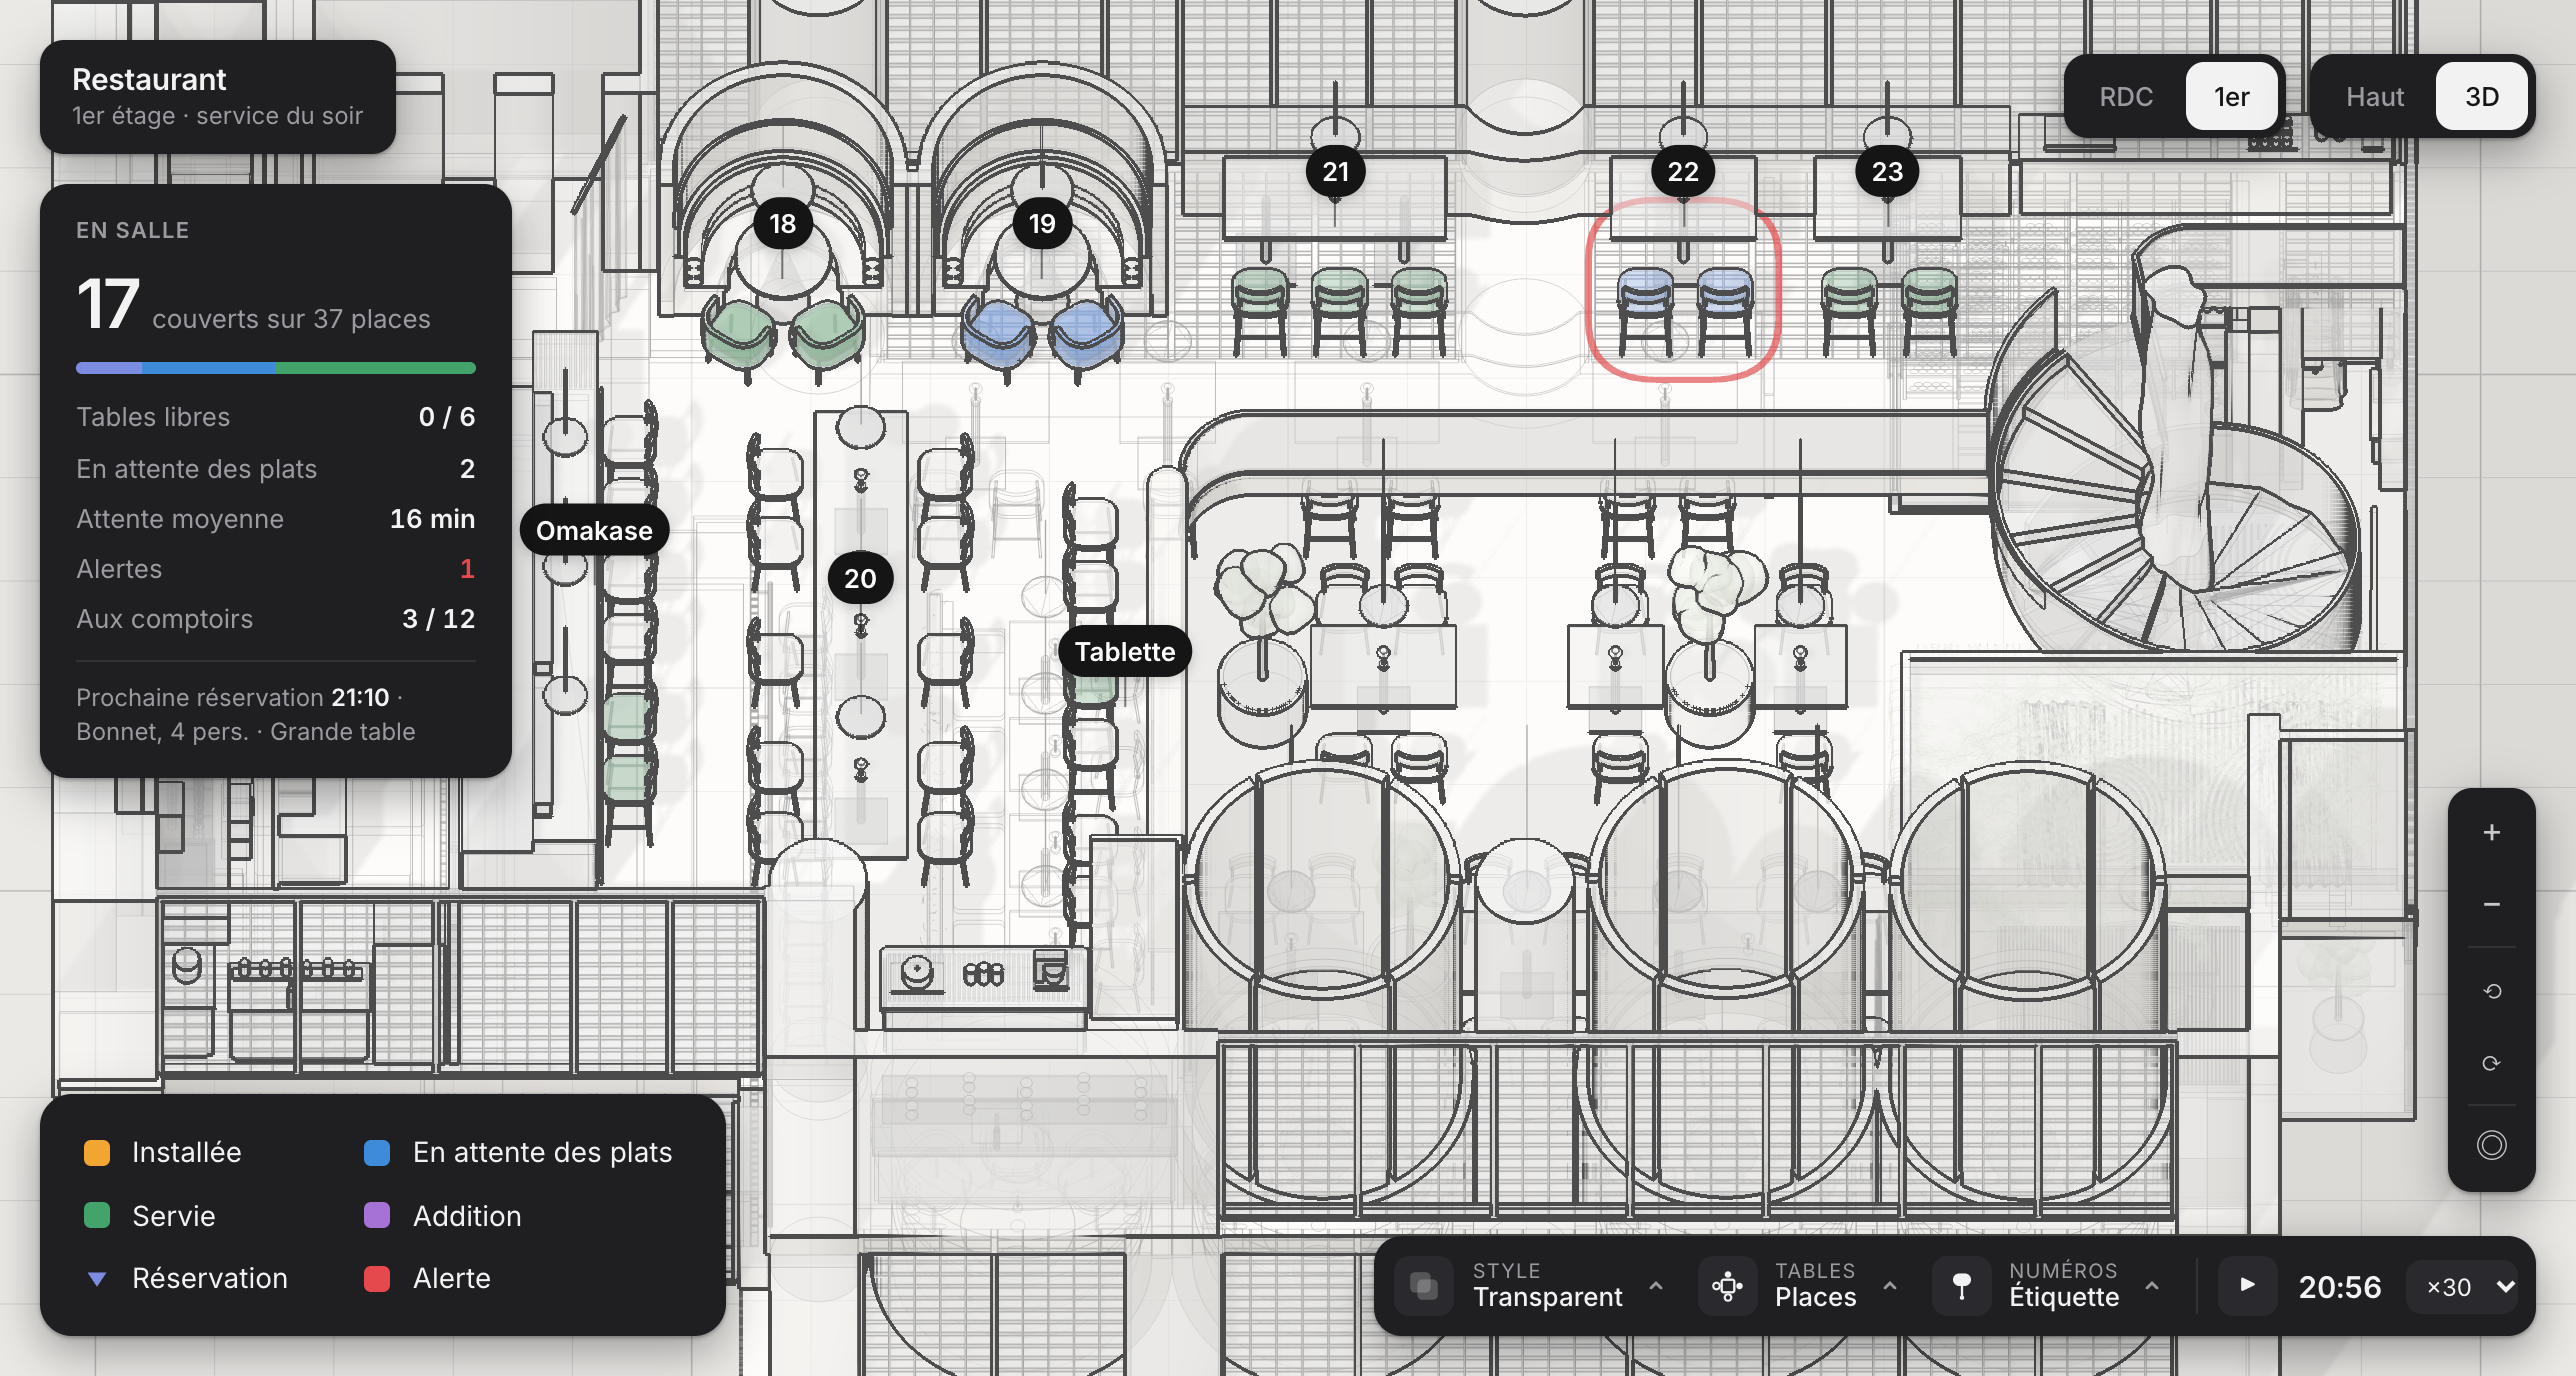 Restaurant
1er étage · service du soir
RDC
1er
Haut
3D
EN SALLE
17 couverts sur 37 places
Tables libres 0 / 6
En attente des plats 2
Attente moyenne 16 min
Alertes 1
Aux comptoirs 3 / 12
Prochaine réservation 21:10 ·
Bonnet, 4 pers. · Grande table
18
19
21
22
23
Omakase
20
Tablette
Installée
En attente des plats
Servie
Addition
Réservation
Alerte
STYLE
Transparent
TABLES
Places
NUMÉROS
Étiquette
20:56
×30